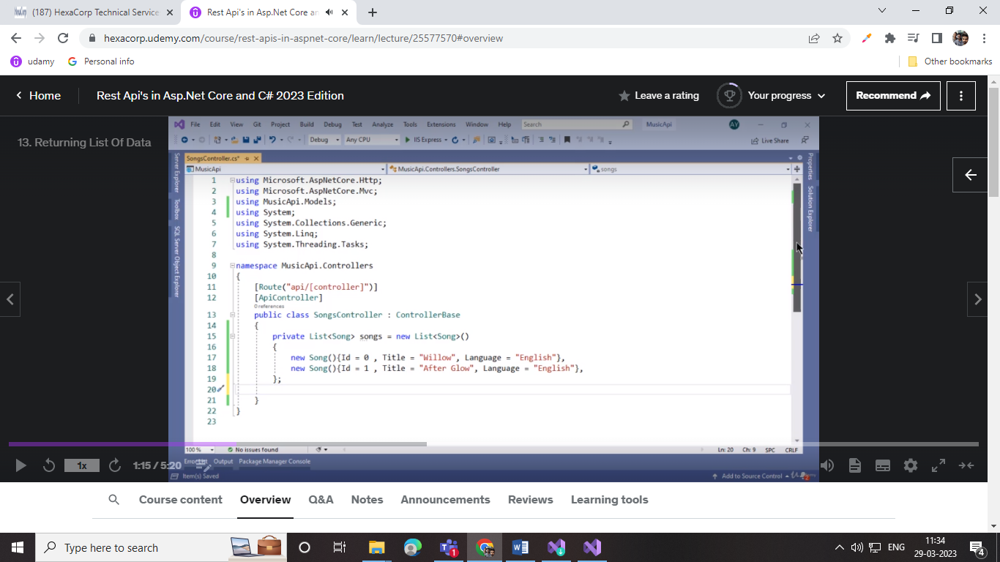 (187) HexaCorp Technical Service
Rest Api's in Asp.Net Core an
hexacorp.udemy.com/course/rest-apis-in-aspnet-core/learn/lecture/25577570#overview
udamy
Personal info
Other bookmarks
Home
Rest Api's in Asp.Net Core and C# 2023 Edition
Leave a rating
Your progress
Recommend
13. Returning List Of Data
File Edit View Git Project Build Debug Test Analyze Tools Extensions Window Help Search MusicApi AY
Debug Any CPU IIS Express Live Share
SongsController.cs*
MusicApi MusicApi.Controllers.SongsController songs
Server Explorer
Toolbox
SQL Server Object Explorer
Properties
Solution Explorer
1 using Microsoft.AspNetCore.Http;
2 using Microsoft.AspNetCore.Mvc;
3 using MusicApi.Models;
4 using System;
5 using System.Collections.Generic;
6 using System.Linq;
7 using System.Threading.Tasks;
8
9 namespace MusicApi.Controllers
10 {
11 [Route("api/[controller]")]
12 [ApiController]
0 references
13 public class SongsController : ControllerBase
14 {
15 private List<Song> songs = new List<Song>()
16 {
17 new Song(){Id = 0 , Title = "Willow", Language = "English"},
18 new Song(){Id = 1 , Title = "After Glow", Language = "English"},
19 };
20
21 }
22 }
23
100 % No issues found Ln: 20 Ch: 9 SPC CRLF
Output Package Manager Console
1x 1:15 / 5:20
Item(s) Saved Add to Source Control 2
Course content Overview Q&A Notes Announcements Reviews Learning tools
Type here to search
1
ENG
11:34
29-03-2023
4